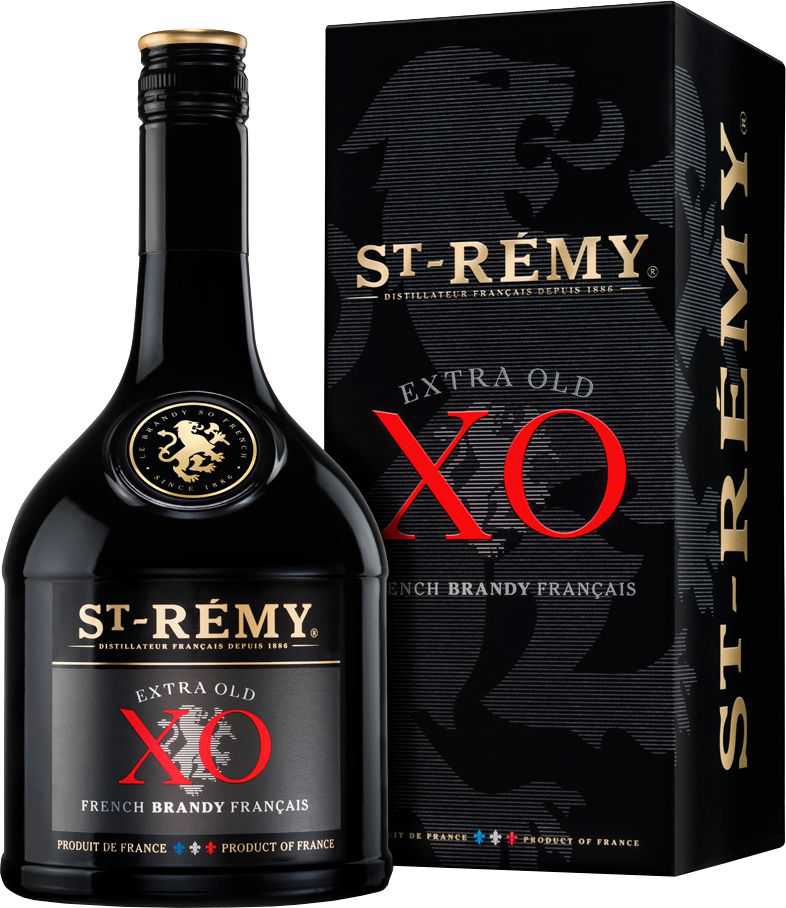 LE BRANDY SO FRENCH
SINCE 1886
ST-RÉMY®
DISTILLATEUR FRANÇAIS DEPUIS 1886
EXTRA OLD
XO
FRENCH BRANDY FRANÇAIS
PRODUIT DE FRANCE PRODUCT OF FRANCE
ST-RÉMY®
DISTILLATEUR FRANÇAIS DEPUIS 1886
EXTRA OLD
XO
ENCH BRANDY FRANÇAIS
IT DE FRANCE PRODUCT OF FRANCE
ST-RÉMY®